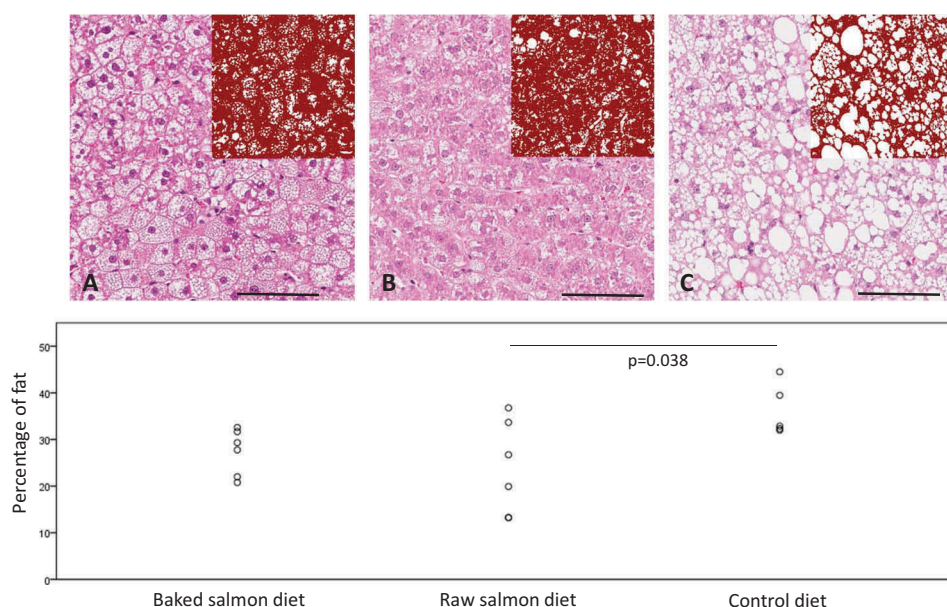 A
B
C
50
40
30
20
10
0
Percentage of fat
p=0.038
Baked salmon diet
Raw salmon diet
Control diet